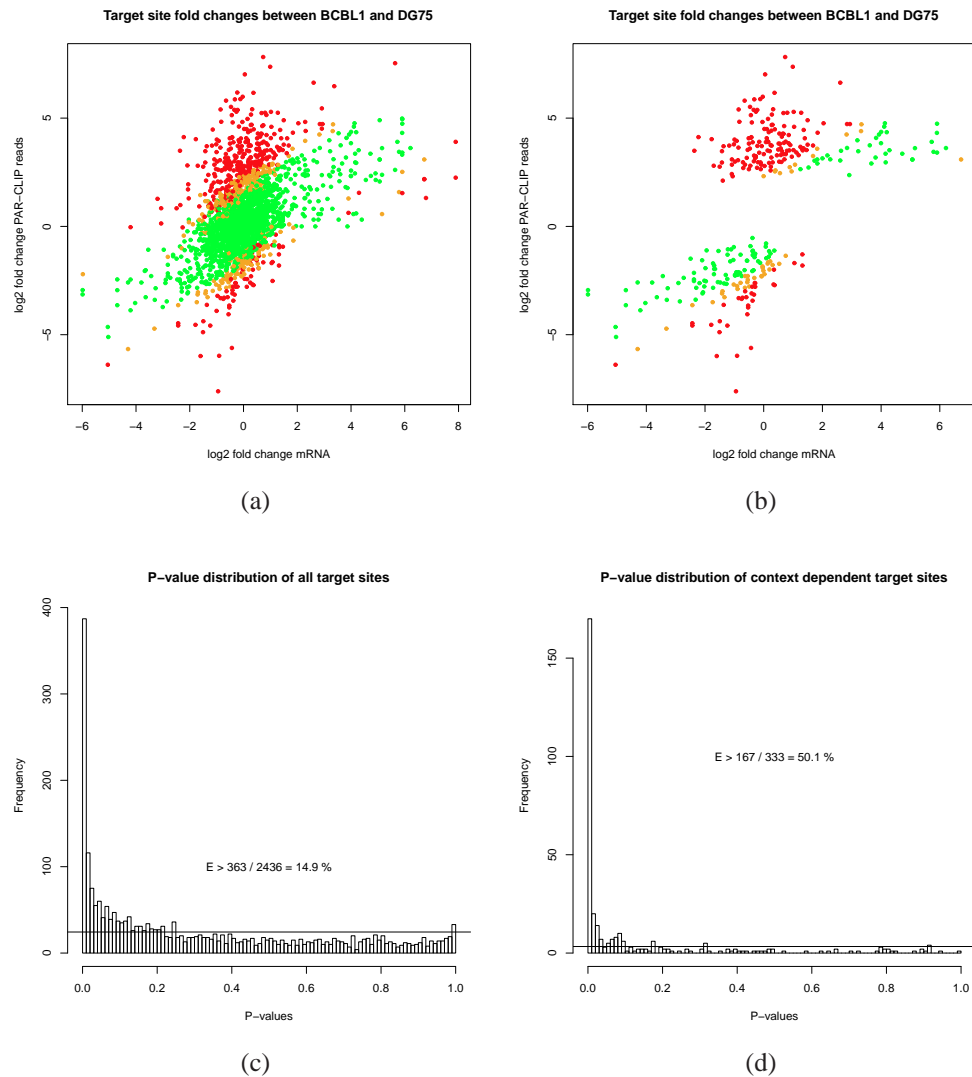 Target site fold changes between BCBL1 and DG75
log2 fold change PAR−CLIP reads
5
0
−5
−6 −4 −2 0 2 4 6 8
log2 fold change mRNA
(a)
Target site fold changes between BCBL1 and DG75
log2 fold change PAR−CLIP reads
5
0
−5
−6 −4 −2 0 2 4 6
log2 fold change mRNA
(b)
P−value distribution of all target sites
Frequency
400
300
200
100
0
E > 363 / 2436 = 14.9 %
0.0 0.2 0.4 0.6 0.8 1.0
P−values
(c)
P−value distribution of context dependent target sites
Frequency
150
100
50
0
E > 167 / 333 = 50.1 %
0.0 0.2 0.4 0.6 0.8 1.0
P−values
(d)